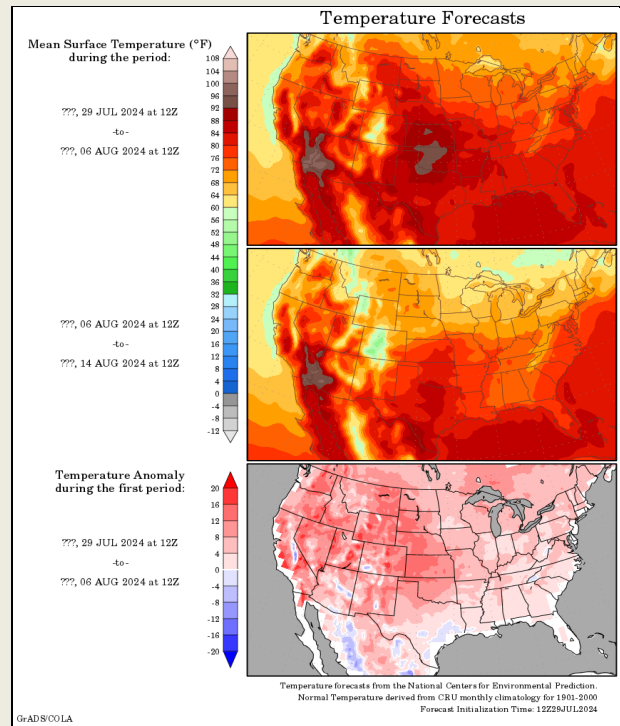 Temperature Forecasts
Mean Surface Temperature (°F)
during the period:
???, 29 JUL 2024 at 12Z
-to-
???, 06 AUG 2024 at 12Z
108
104
100
96
92
88
84
80
76
72
68
64
60
56
52
48
44
40
36
32
28
24
20
16
12
8
4
0
-4
-8
-12
???, 06 AUG 2024 at 12Z
-to-
???, 14 AUG 2024 at 12Z
Temperature Anomaly
during the first period:
???, 29 JUL 2024 at 12Z
-to-
???, 06 AUG 2024 at 12Z
20
16
12
8
4
0
-4
-8
-12
-16
-20
Temperature forecasts from the National Centers for Environmental Prediction.
Normal Temperature derived from CRU monthly climatology for 1901-2000
Forecast Initialization Time: 12Z29JUL2024
GrADS/COLA